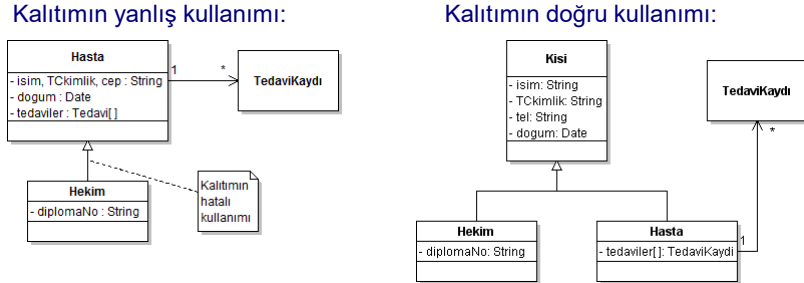 Kalıtımın yanlış kullanımı:
Hasta
- isim, TCkimlik, cep : String
- dogum : Date
- tedaviler : Tedavi[ ]
1
*
TedaviKaydı
Hekim
- diplomaNo : String
Kalıtımın
hatalı
kullanımı
Kalıtımın doğru kullanımı:
Kisi
- isim: String
- TCkimlik: String
- tel: String
- dogum: Date
TedaviKaydı
*
Hekim
- diplomaNo: String
Hasta
- tedaviler[ ]: TedaviKaydi
1